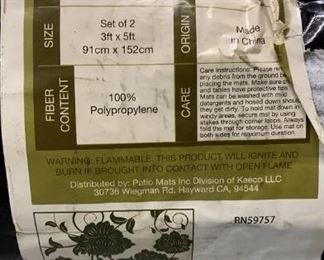 SIZE
Set of 2
3ft x 5ft
91cm x 152cm
ORIGIN
Made
in China
FIBER
CONTENT
100%
Polypropylene
CARE
Care Instructions: Please rem
any debris from the ground be
placing the mats. Make sure
and tables have protective tips
Mats can be washed with mild
detergents and hosed down should
they get dirty. To hold mat down in
windy areas, secure mat by using
stakes through corner loops. Always
fold the mat for storage. Use mat on
both sides for maximum duration.
WARNING: FLAMMABLE. THIS PRODUCT WILL IGNITE AND
BURN IF BROUGHT INTO CONTACT WITH OPEN FLAME
Distributed by: Patio Mats Inc Division of Keeco LLC
30736 Wiegman Rd. Hayward CA, 94544
RN59757